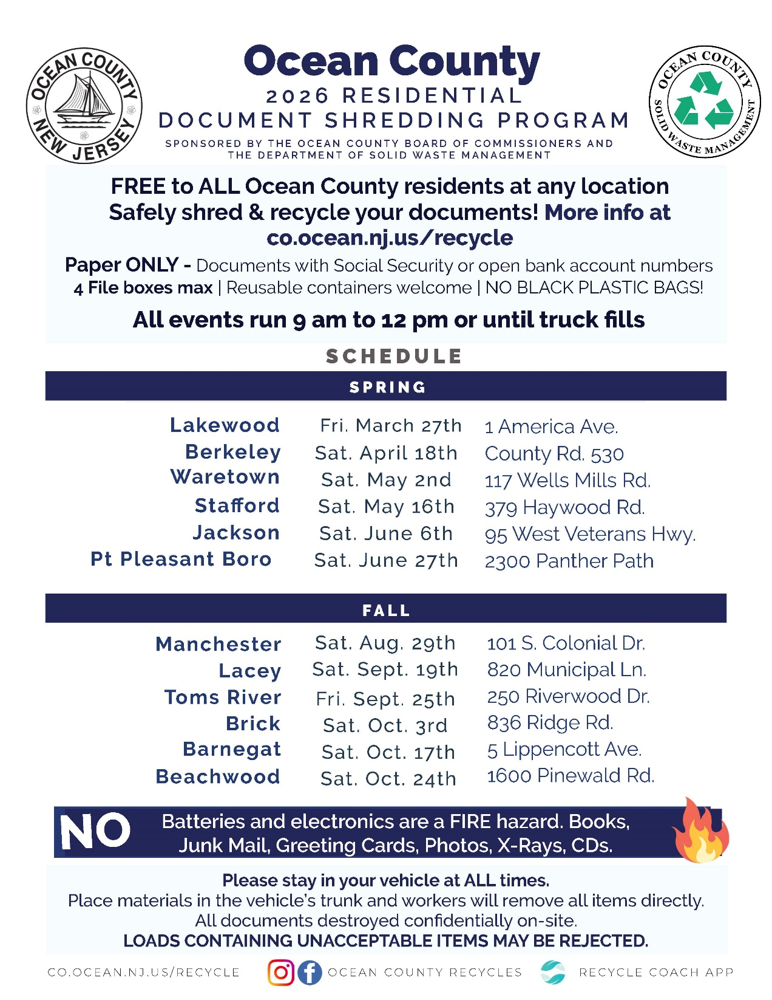 OCEAN COUNTY
NEW JERSEY
Ocean County
2026 RESIDENTIAL
DOCUMENT SHREDDING PROGRAM
SPONSORED BY THE OCEAN COUNTY BOARD OF COMMISSIONERS AND
THE DEPARTMENT OF SOLID WASTE MANAGEMENT
OCEAN COUNTY
SOLID WASTE MANAGEMENT
FREE to ALL Ocean County residents at any location
Safely shred & recycle your documents! More info at
co.ocean.nj.us/recycle
Paper ONLY - Documents with Social Security or open bank account numbers
4 File boxes max | Reusable containers welcome | NO BLACK PLASTIC BAGS!
All events run 9 am to 12 pm or until truck fills
SCHEDULE
SPRING
Lakewood Fri. March 27th 1 America Ave.
Berkeley Sat. April 18th County Rd. 530
Waretown Sat. May 2nd 117 Wells Mills Rd.
Stafford Sat. May 16th 379 Haywood Rd.
Jackson Sat. June 6th 95 West Veterans Hwy.
Pt Pleasant Boro Sat. June 27th 2300 Panther Path
FALL
Manchester Sat. Aug. 29th 101 S. Colonial Dr.
Lacey Sat. Sept. 19th 820 Municipal Ln.
Toms River Fri. Sept. 25th 250 Riverwood Dr.
Brick Sat. Oct. 3rd 836 Ridge Rd.
Barnegat Sat. Oct. 17th 5 Lippencott Ave.
Beachwood Sat. Oct. 24th 1600 Pinewald Rd.
NO Batteries and electronics are a FIRE hazard. Books,
Junk Mail, Greeting Cards, Photos, X-Rays, CDs.
Please stay in your vehicle at ALL times.
Place materials in the vehicle's trunk and workers will remove all items directly.
All documents destroyed confidentially on-site.
LOADS CONTAINING UNACCEPTABLE ITEMS MAY BE REJECTED.
CO.OCEAN.NJ.US/RECYCLE OCEAN COUNTY RECYCLES RECYCLE COACH APP